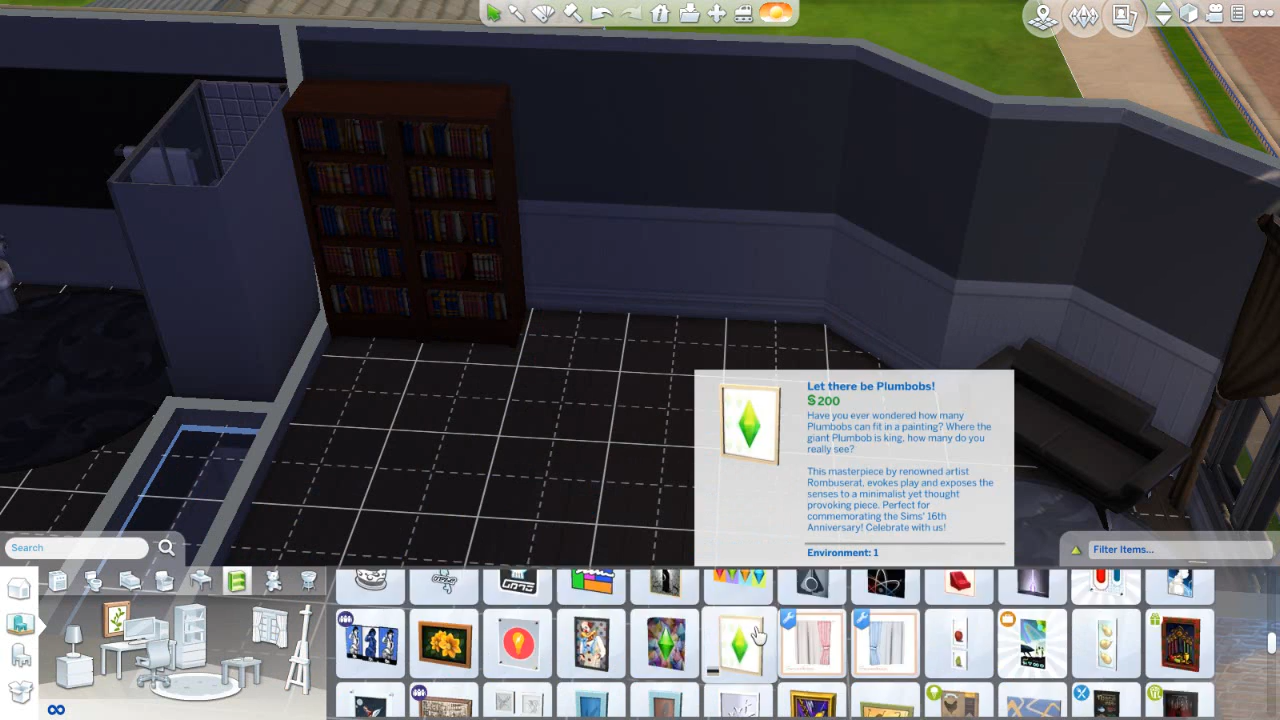 Let there be Plumbobs!
§200
Have you ever wondered how many
Plumbobs can fit in a painting? Where the
giant Plumbob is king, how many do you
really see?
This masterpiece by renowned artist
Rombuserat, evokes play and exposes the
senses to a minimalist yet thought
provoking piece. Perfect for
commemorating the Sims' 16th
Anniversary! Celebrate with us!
Environment: 1
Search
Filter Items...